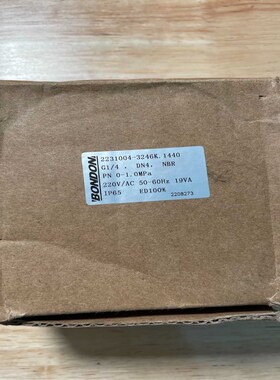 BONDON
2231004-3246K.1440
G1/4 , DN4, NBR
PN 0-1.0MPa
220V/AC 50-60Hz 19VA
IP65 ED100%
2208273